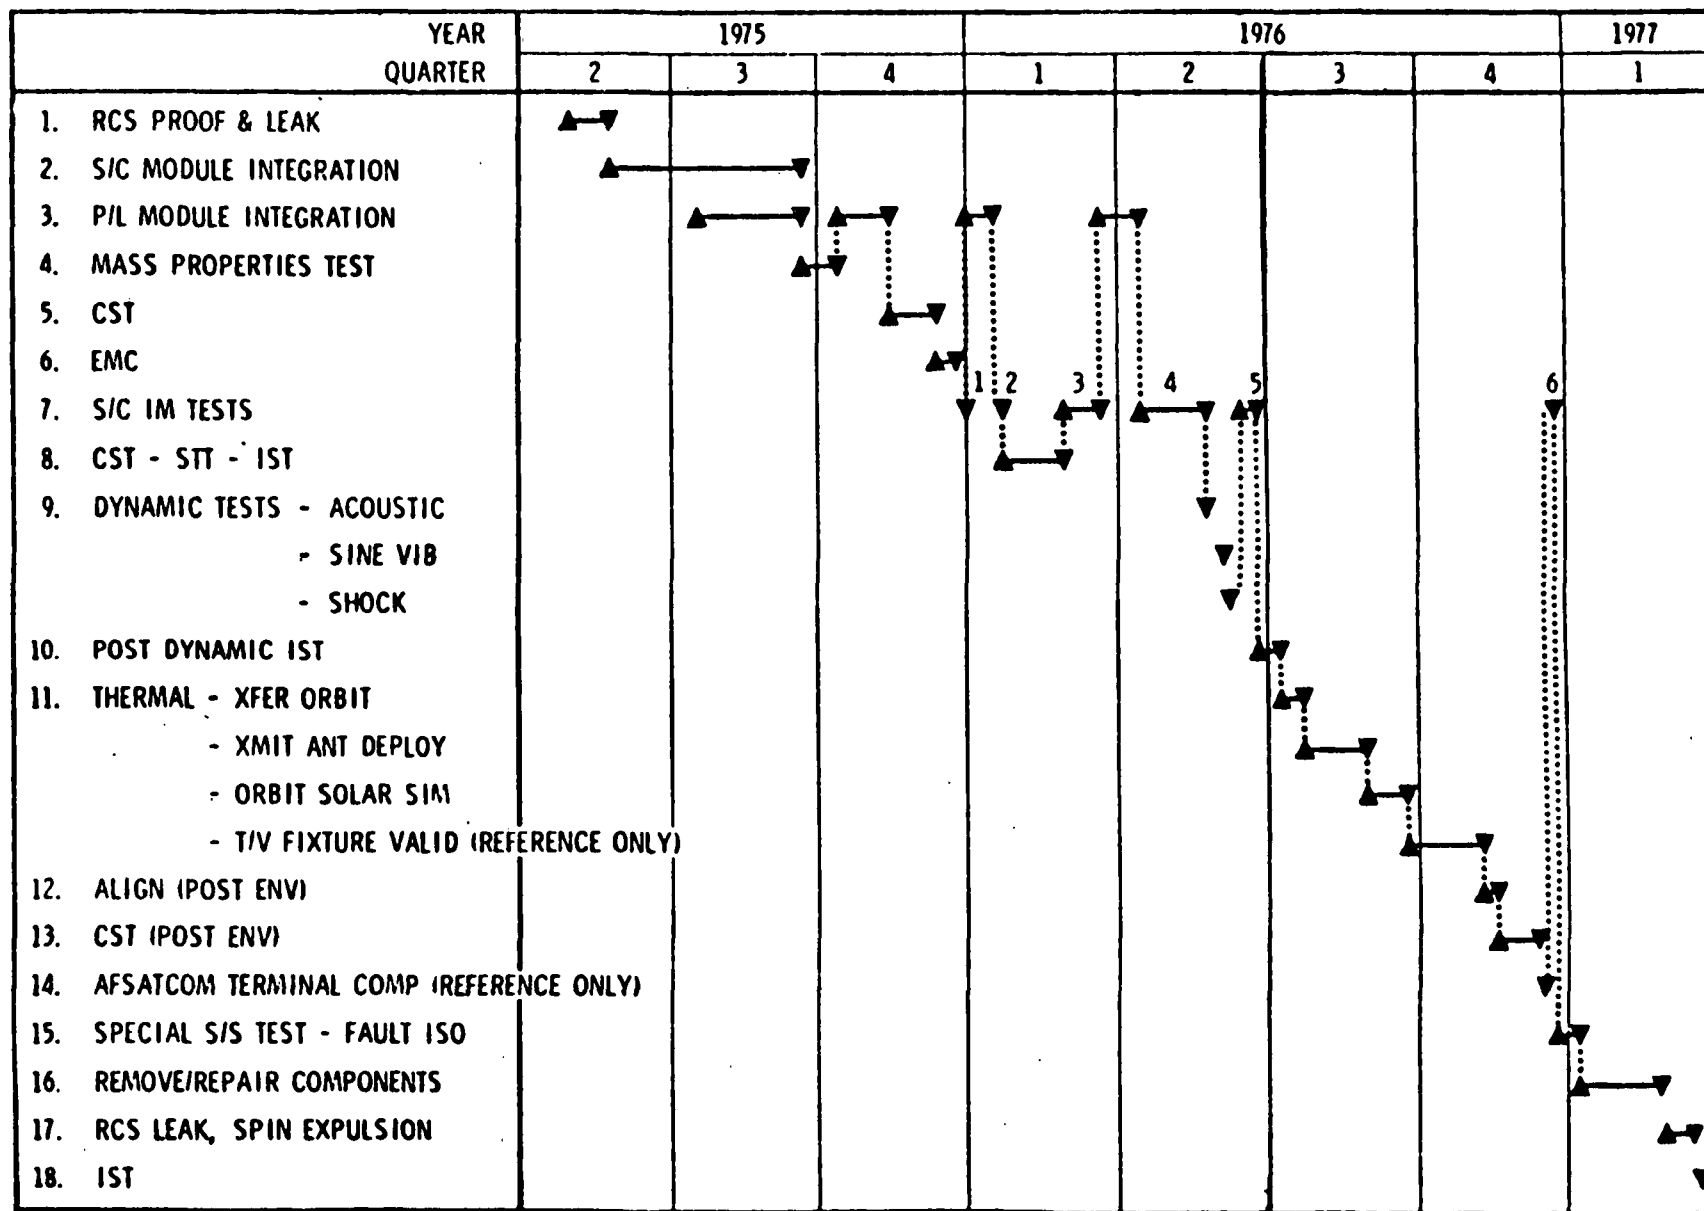 YEAR 1975 1976 1977
QUARTER 2 3 4 1 2 3 4 1
1. RCS PROOF & LEAK
2. S/C MODULE INTEGRATION
3. P/L MODULE INTEGRATION
4. MASS PROPERTIES TEST
5. CST
6. EMC
1 2 3 4 5 6
7. S/C IM TESTS
8. CST - STT - IST
9. DYNAMIC TESTS - ACOUSTIC
- SINE VIB
- SHOCK
10. POST DYNAMIC IST
11. THERMAL - XFER ORBIT
- XMIT ANT DEPLOY
- ORBIT SOLAR SIM
- T/V FIXTURE VALID (REFERENCE ONLY)
12. ALIGN (POST ENV)
13. CST (POST ENV)
14. AFSATCOM TERMINAL COMP (REFERENCE ONLY)
15. SPECIAL S/S TEST - FAULT ISO
16. REMOVE/REPAIR COMPONENTS
17. RCS LEAK, SPIN EXPULSION
18. IST